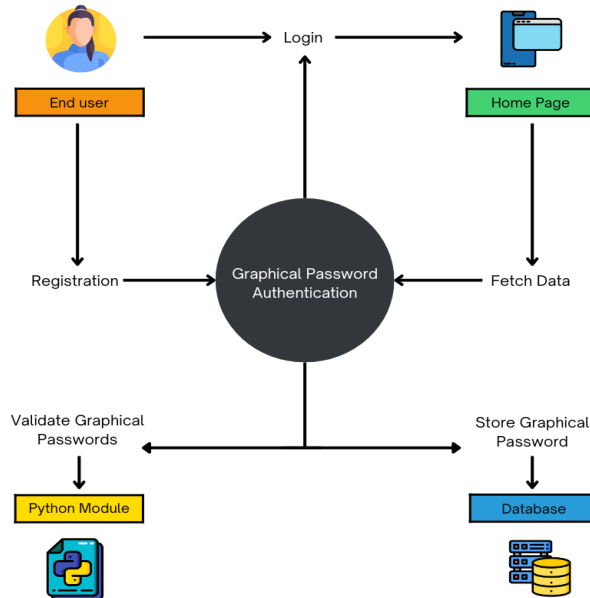 Login
End user
Home Page
Registration
Graphical Password
Authentication
Fetch Data
Validate Graphical
Passwords
Store Graphical
Password
Python Module
Database